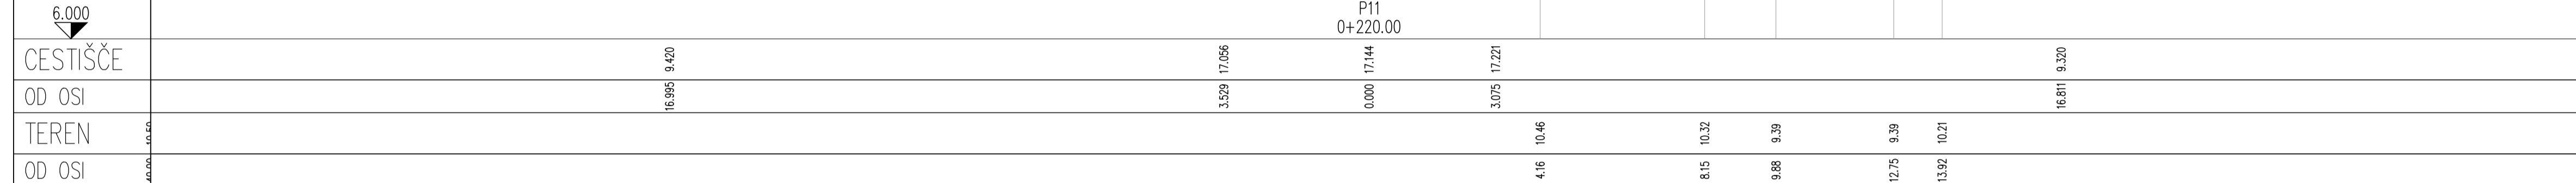 6.000
P11
0+220.00
CESTIŠČE 9.420 17.056 17.144 17.221 9.320
OD OSI 16.995 3.529 0.000 3.075 16.811
TEREN 10.46 10.32 9.39 9.39 10.21
OD OSI 4.16 8.15 9.88 12.75 13.92